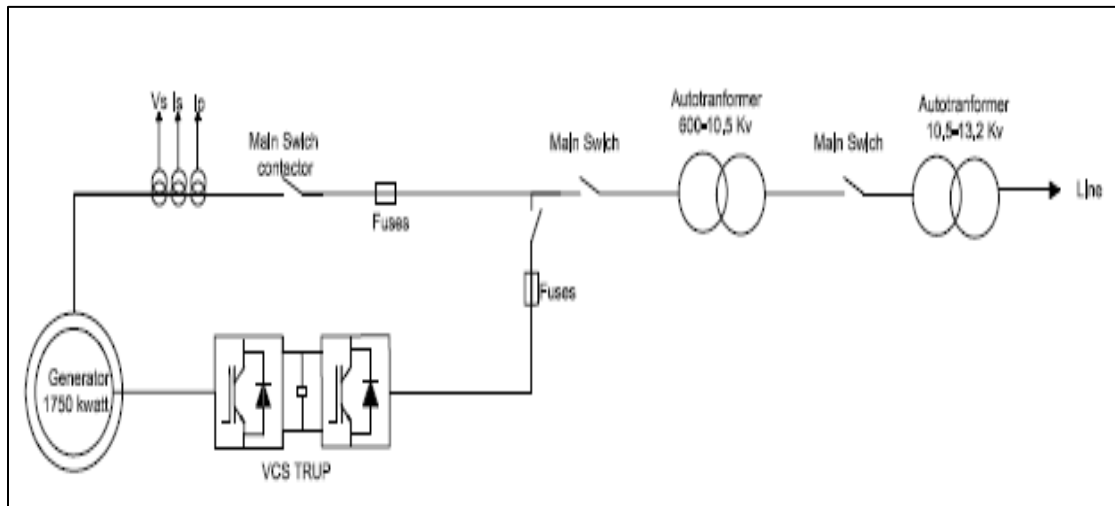 Vs Is Ip
Main Swich
contactor
Fuses
Main Swich
Autotranformer
600-10,5 Kv
Main Swich
Autotranformer
10,5-13,2 Kv
Line
Fuses
Generator
1750 kwatt
VCS TRUP